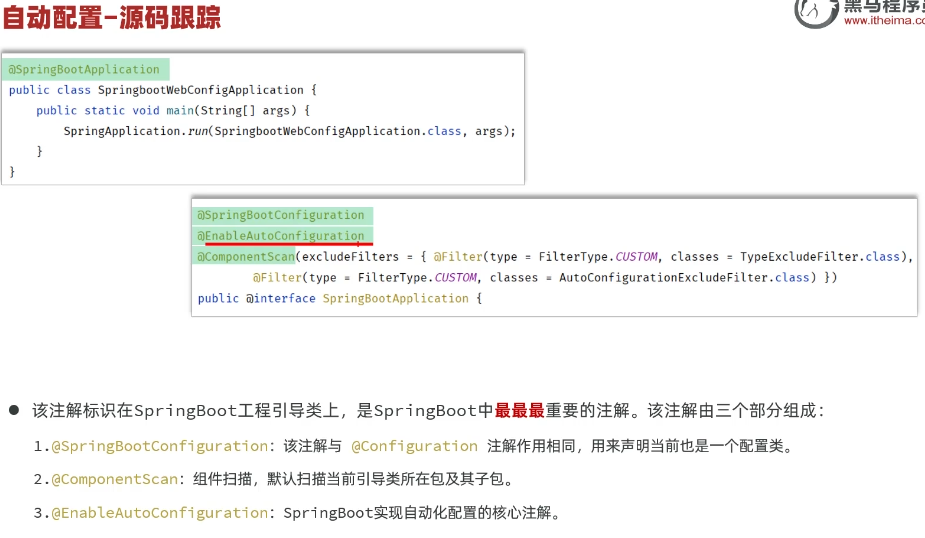 自动配置-源码跟踪
黑马程序员
www.itheima.co
@SpringBootApplication
public class SpringbootWebConfigApplication {
public static void main(String[] args) {
SpringApplication.run(SpringbootWebConfigApplication.class, args);
}
}
@SpringBootConfiguration
@EnableAutoConfiguration
@ComponentScan(excludeFilters = { @Filter(type = FilterType.CUSTOM, classes = TypeExcludeFilter.class),
@Filter(type = FilterType.CUSTOM, classes = AutoConfigurationExcludeFilter.class) })
public @interface SpringBootApplication {
● 该注解标识在SpringBoot工程引导类上，是SpringBoot中最最最重要的注解。该注解由三个部分组成：
1.@SpringBootConfiguration：该注解与 @Configuration 注解作用相同，用来声明当前也是一个配置类。
2.@ComponentScan：组件扫描，默认扫描当前引导类所在包及其子包。
3.@EnableAutoConfiguration：SpringBoot实现自动化配置的核心注解。